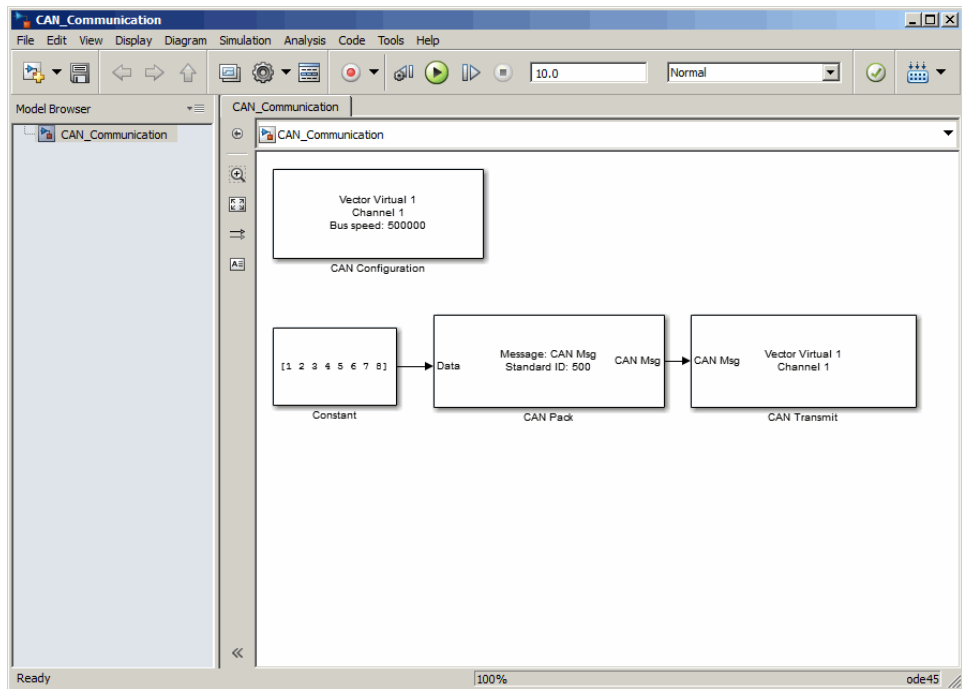 CAN_Communication
File Edit View Display Diagram Simulation Analysis Code Tools Help
10.0 Normal
Model Browser
CAN_Communication
CAN_Communication
CAN_Communication
Vector Virtual 1
Channel 1
Bus speed: 500000
CAN Configuration
[1 2 3 4 5 6 7 8]
Constant
Data
Message: CAN Msg
Standard ID: 500
CAN Msg
CAN Pack
CAN Msg
Vector Virtual 1
Channel 1
CAN Transmit
Ready 100% ode45